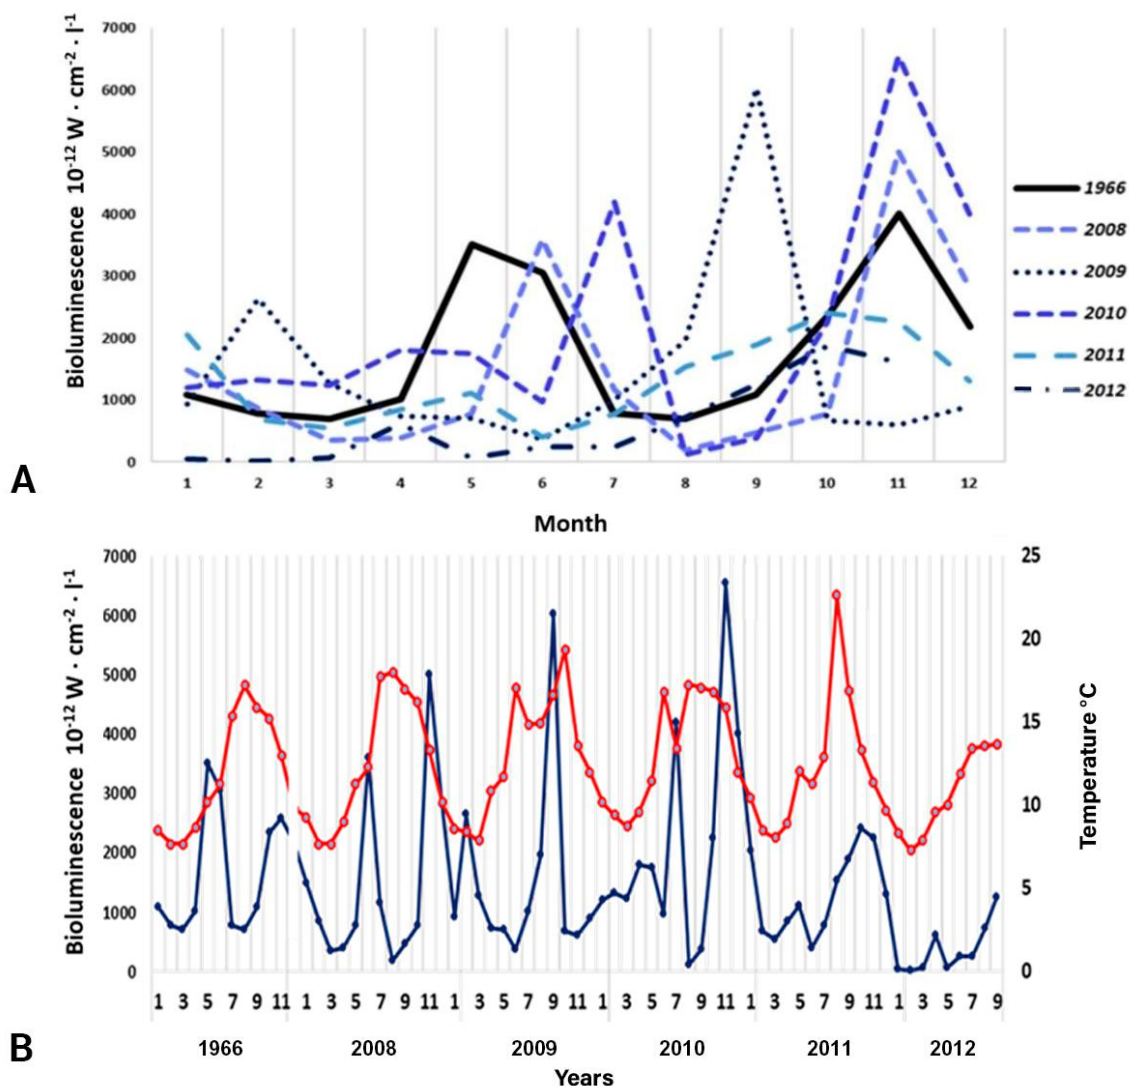 7000
6000
5000
4000
3000
2000
1000
0
Bioluminescence 10⁻¹² W · cm⁻² · l⁻¹
1 2 3 4 5 6 7 8 9 10 11 12
Month
1966
2008
2009
2010
2011
2012
A
7000
6000
5000
4000
3000
2000
1000
0
Bioluminescence 10⁻¹² W · cm⁻² · l⁻¹
25
20
15
10
5
0
Temperature °C
1 3 5 7 9 11 1 3 5 7 9 11 1 3 5 7 9 11 1 3 5 7 9 11 1 3 5 7 9 11 1 3 5 7 9
1966 2008 2009 2010 2011 2012
Years
B